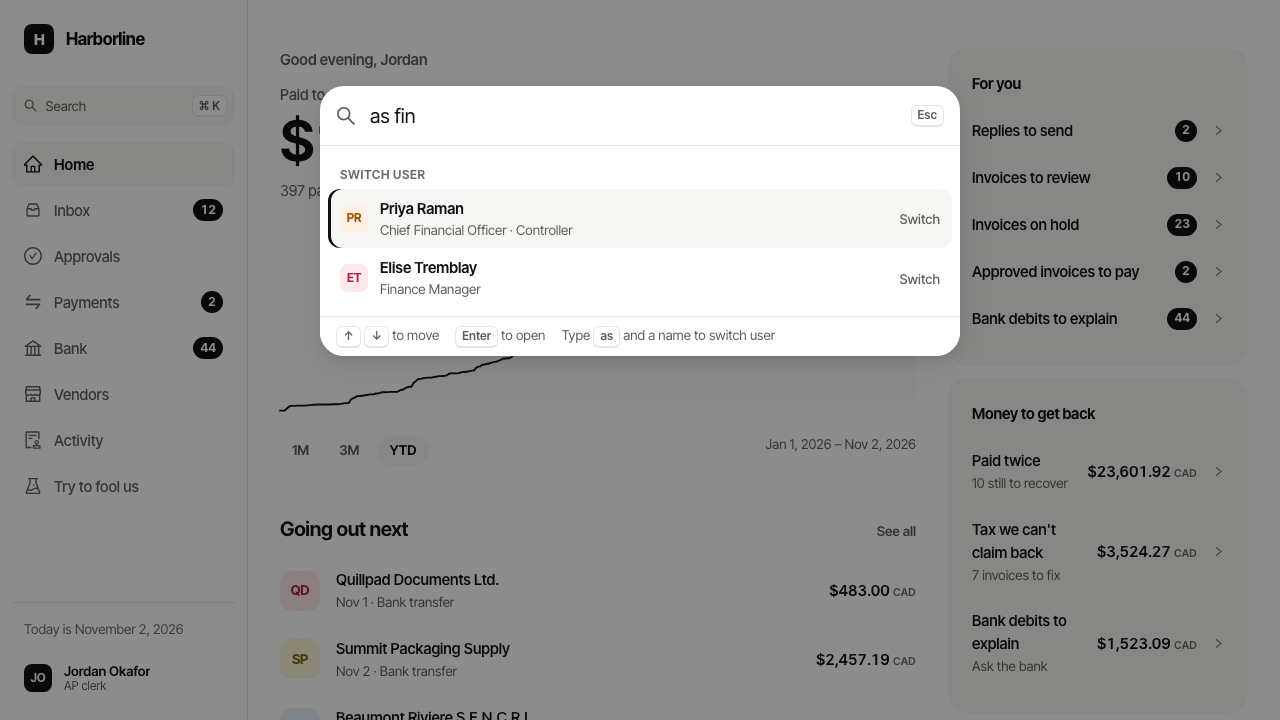 H Harborline
Search ⌘ K
Home
Inbox 12
Approvals
Payments 2
Bank 44
Vendors
Activity
Try to fool us
Today is November 2, 2026
JO Jordan Okafor
AP clerk
Good evening, Jordan
Paid to
$
397 pa
as fin Esc
SWITCH USER
PR Priya Raman
Chief Financial Officer · Controller
Switch
ET Elise Tremblay
Finance Manager
Switch
↑ ↓ to move Enter to open Type as and a name to switch user
1M 3M YTD
Jan 1, 2026 – Nov 2, 2026
Going out next See all
QD Quillpad Documents Ltd.
Nov 1 · Bank transfer
$483.00 CAD
SP Summit Packaging Supply
Nov 2 · Bank transfer
$2,457.19 CAD
Beaumont Riviere S.E.N.C.R.L.
For you
Replies to send 2
Invoices to review 10
Invoices on hold 23
Approved invoices to pay 2
Bank debits to explain 44
Money to get back
Paid twice
10 still to recover
$23,601.92 CAD
Tax we can't
claim back
7 invoices to fix
$3,524.27 CAD
Bank debits to
explain
Ask the bank
$1,523.09 CAD